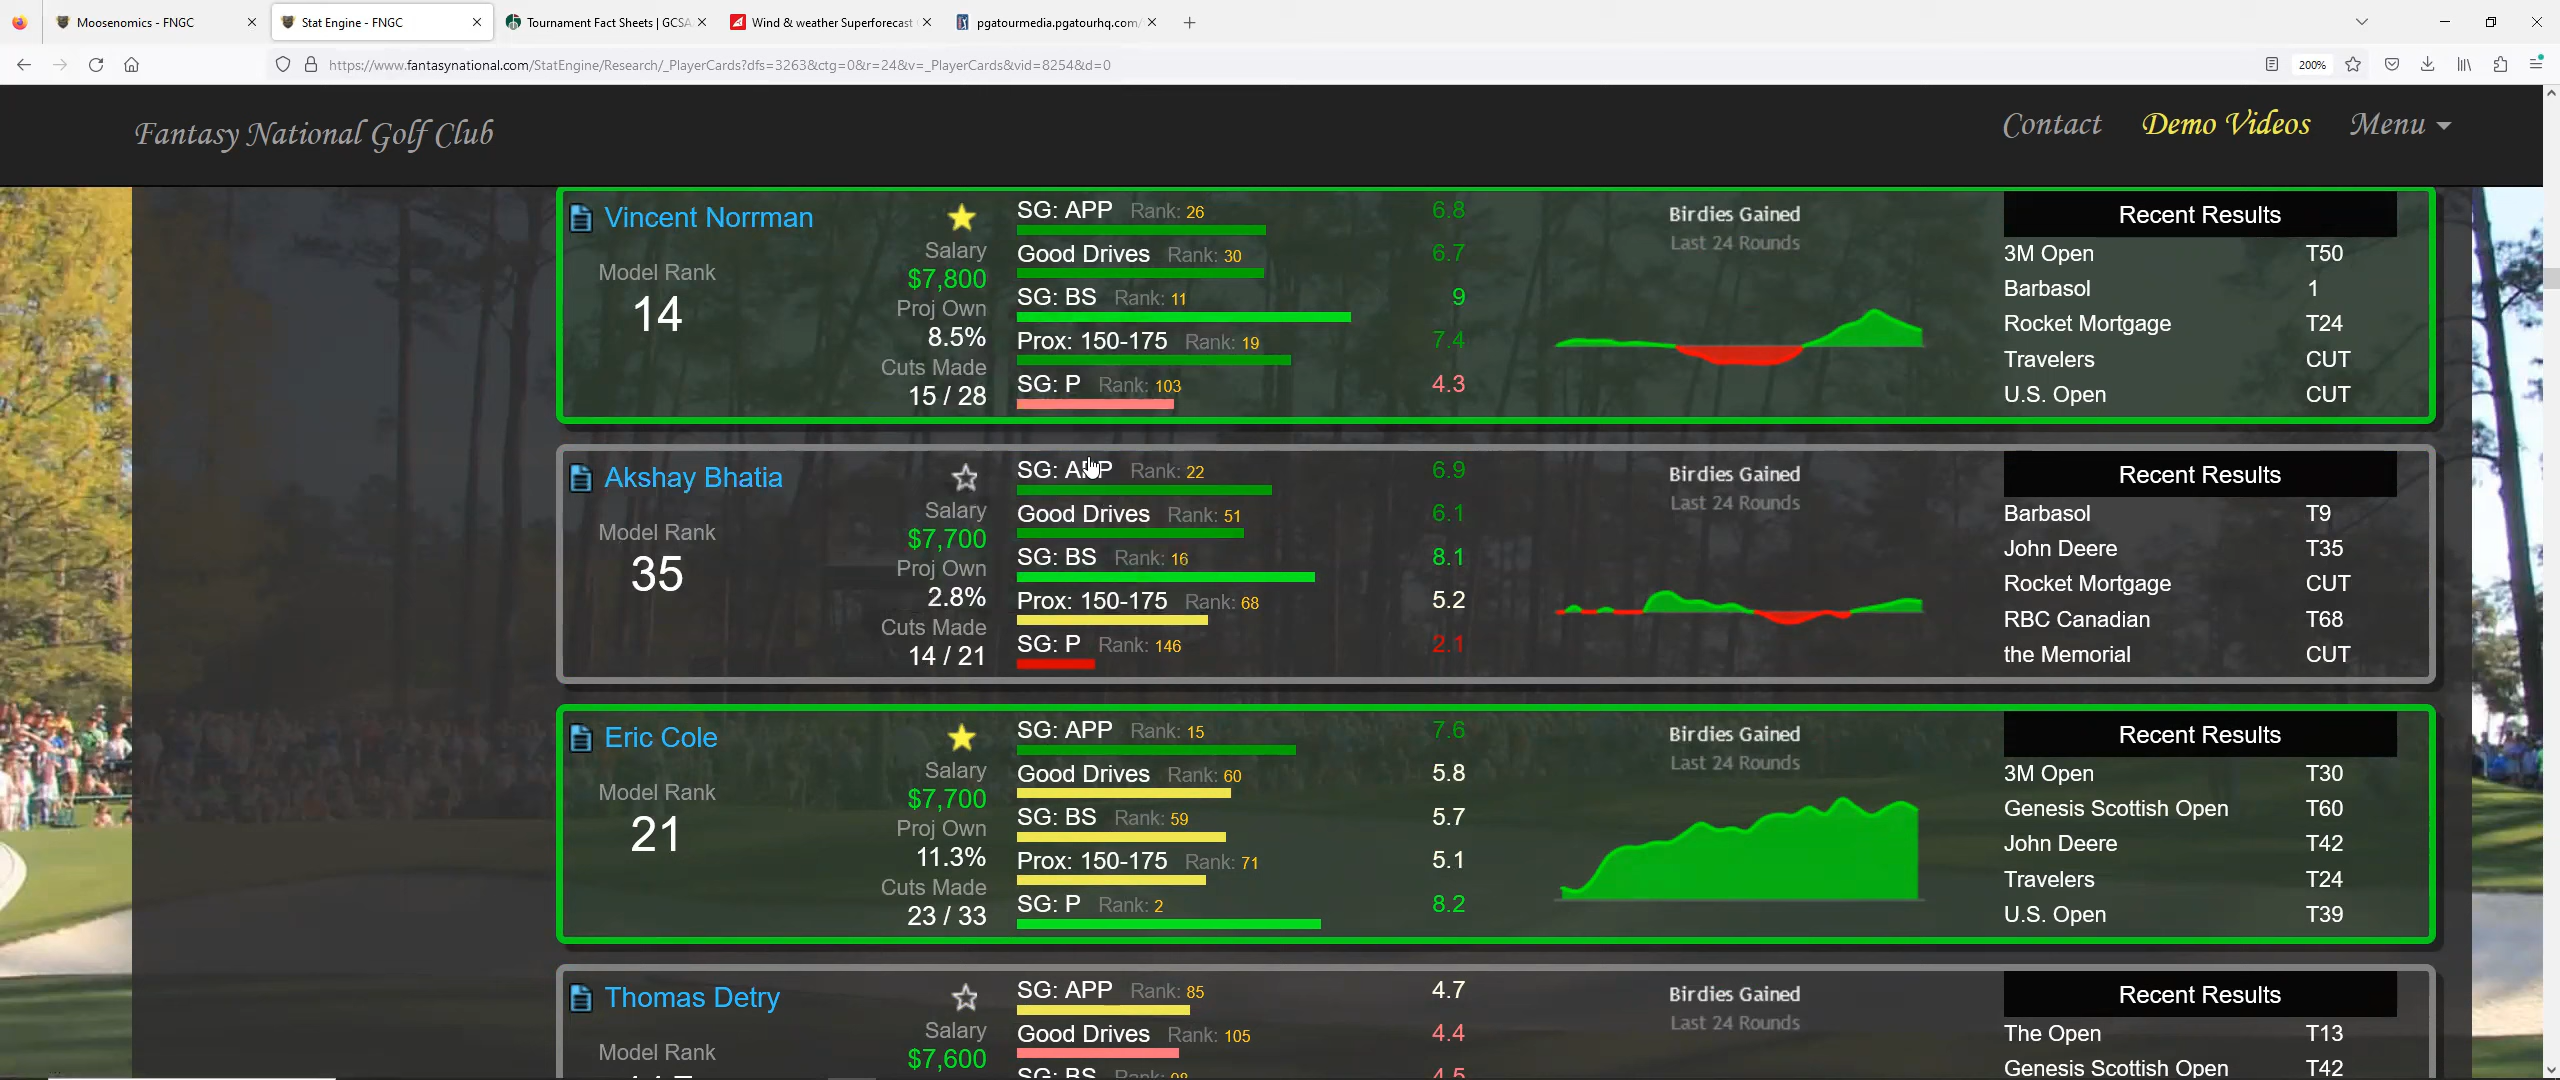 Moosenomics - FNGC
Stat Engine - FNGC
Tournament Fact Sheets | GCSA
Wind & weather Superforecast
pgatourmedia.pgatourhq.com/
https://www.fantasynational.com/StatEngine/Research/_PlayerCards?dfs=3263&ctg=0&r=24&v=_PlayerCards&vid=8254&d=0
200%
Fantasy National Golf Club
Contact
Demo Videos
Menu
Vincent Norrman
Model Rank
14
Salary
$7,800
Proj Own
8.5%
Cuts Made
15 / 28
SG: APP Rank: 26 6.8
Good Drives Rank: 30 6.7
SG: BS Rank: 11 9
Prox: 150-175 Rank: 19 7.4
SG: P Rank: 103 4.3
Birdies Gained
Last 24 Rounds
Recent Results
3M Open T50
Barbasol 1
Rocket Mortgage T24
Travelers CUT
U.S. Open CUT
Akshay Bhatia
Model Rank
35
Salary
$7,700
Proj Own
2.8%
Cuts Made
14 / 21
SG: APP Rank: 22 6.9
Good Drives Rank: 51 6.1
SG: BS Rank: 16 8.1
Prox: 150-175 Rank: 68 5.2
SG: P Rank: 146 2.1
Birdies Gained
Last 24 Rounds
Recent Results
Barbasol T9
John Deere T35
Rocket Mortgage CUT
RBC Canadian T68
the Memorial CUT
Eric Cole
Model Rank
21
Salary
$7,700
Proj Own
11.3%
Cuts Made
23 / 33
SG: APP Rank: 15 7.6
Good Drives Rank: 60 5.8
SG: BS Rank: 59 5.7
Prox: 150-175 Rank: 71 5.1
SG: P Rank: 2 8.2
Birdies Gained
Last 24 Rounds
Recent Results
3M Open T30
Genesis Scottish Open T60
John Deere T42
Travelers T24
U.S. Open T39
Thomas Detry
Model Rank
Salary
$7,600
SG: APP Rank: 85 4.7
Good Drives Rank: 105 4.4
SG: BS Rank: 98 4.5
Birdies Gained
Last 24 Rounds
Recent Results
The Open T13
Genesis Scottish Open T42